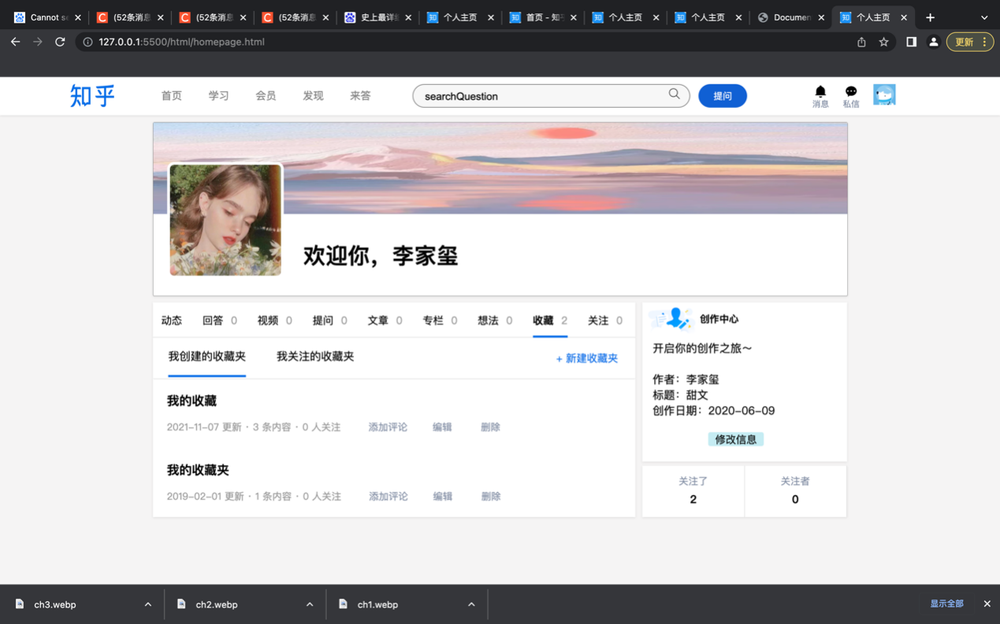 Cannot se
(52条消息
(52条消息
(52条消息
史上最详细
个人主页
首页 - 知乎
个人主页
个人主页
Documen
个人主页
127.0.0.1:5500/html/homepage.html
更新
知乎
首页
学习
会员
发现
来答
searchQuestion
提问
消息
私信
欢迎你，李家玺
动态
回答 0
视频 0
提问 0
文章 0
专栏 0
想法 0
收藏 2
关注 0
我创建的收藏夹
我关注的收藏夹
+ 新建收藏夹
我的收藏
2021-11-07 更新 · 3 条内容 · 0 人关注
添加评论
编辑
删除
我的收藏夹
2019-02-01 更新 · 1 条内容 · 0 人关注
添加评论
编辑
删除
创作中心
开启你的创作之旅～
作者：李家玺
标题：甜文
创作日期：2020-06-09
修改信息
关注了
2
关注者
0
ch3.webp
ch2.webp
ch1.webp
显示全部